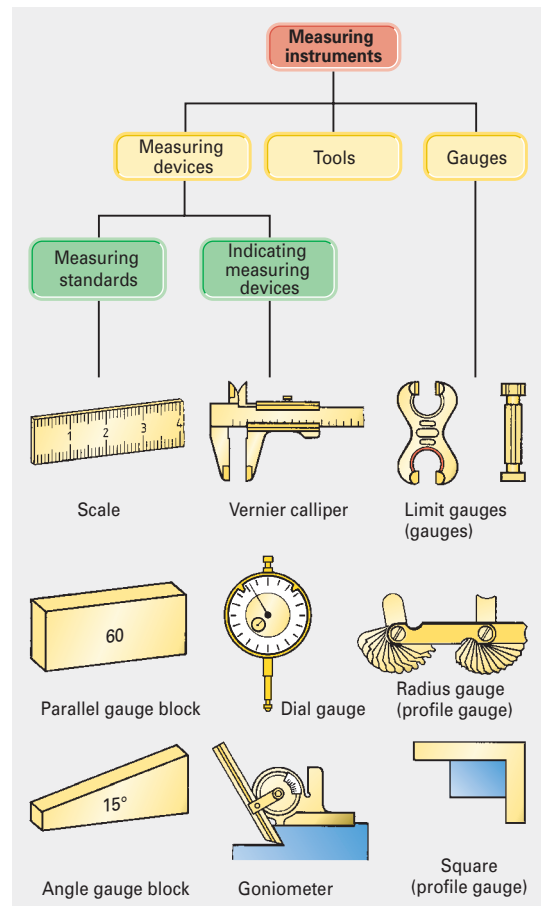 Measuring
instruments
Measuring
devices
Tools
Gauges
Measuring
standards
Indicating
measuring
devices
1 2 3 4
Scale
Vernier calliper
Limit gauges
(gauges)
60
Parallel gauge block
Dial gauge
Radius gauge
(profile gauge)
15°
Angle gauge block
Goniometer
Square
(profile gauge)